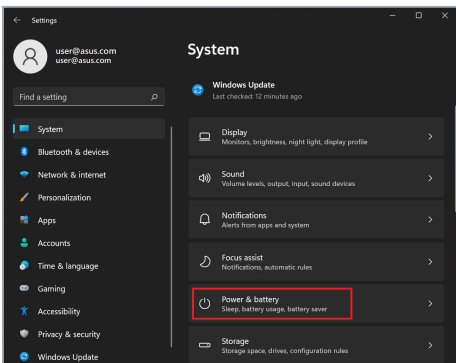 Settings
user@asus.com
user@asus.com
Find a setting
System
Bluetooth & devices
Network & internet
Personalization
Apps
Accounts
Time & language
Gaming
Accessibility
Privacy & security
Windows Update
System
Windows Update
Last checked: 12 minutes ago
Display
Monitors, brightness, night light, display profile
Sound
Volume levels, output, input, sound devices
Notifications
Alerts from apps and system
Focus assist
Notifications, automatic rules
Power & battery
Sleep, battery usage, battery saver
Storage
Storage space, drives, configuration rules